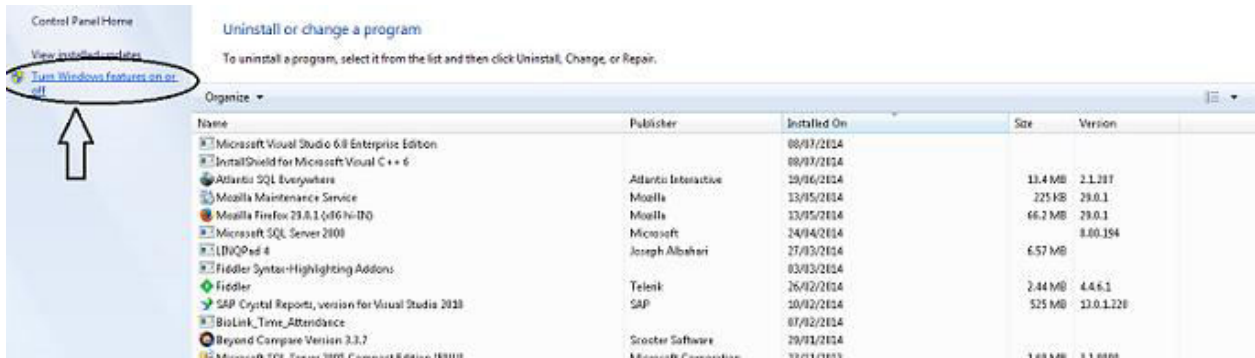 Control Panel Home
View installed updates
Turn Windows features on or
off
Uninstall or change a program
To uninstall a program, select it from the list and then click Uninstall, Change, or Repair.
Organize
Name Publisher Installed On Size Version
Microsoft Visual Studio 6.0 Enterprise Edition 08/07/2014
InstallShield for Microsoft Visual C++ 6 08/07/2014
Atlantis SQL Everywhere Atlantis Interactive 19/06/2014 13.4 MB 2.1.207
Mozilla Maintenance Service Mozilla 13/05/2014 225 KB 29.0.1
Mozilla Firefox 29.0.1 (x86 hi-IN) Mozilla 13/05/2014 66.2 MB 29.0.1
Microsoft SQL Server 2000 Microsoft 24/04/2014 8.00.194
LINQPad 4 Joseph Albahari 27/03/2014 6.57 MB
Fiddler Syntax-Highlighting Addons 03/03/2014
Fiddler Telerik 26/02/2014 2.44 MB 4.4.6.1
SAP Crystal Reports, version for Visual Studio 2010 SAP 10/02/2014 525 MB 13.0.1.220
BioLink_Time_Attendance 07/02/2014
Beyond Compare Version 3.3.7 Scooter Software 29/01/2014
Microsoft SQL Server 2005 Compact Edition [ENU] Microsoft Corporation